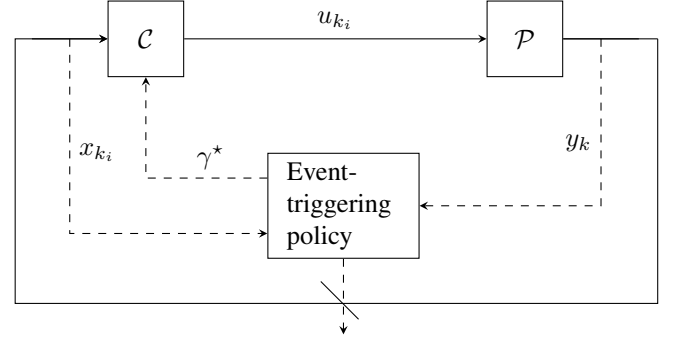 𝒞
u_{k_i}
𝒫
x_{k_i}
γ*
y_k
Event-
triggering
policy